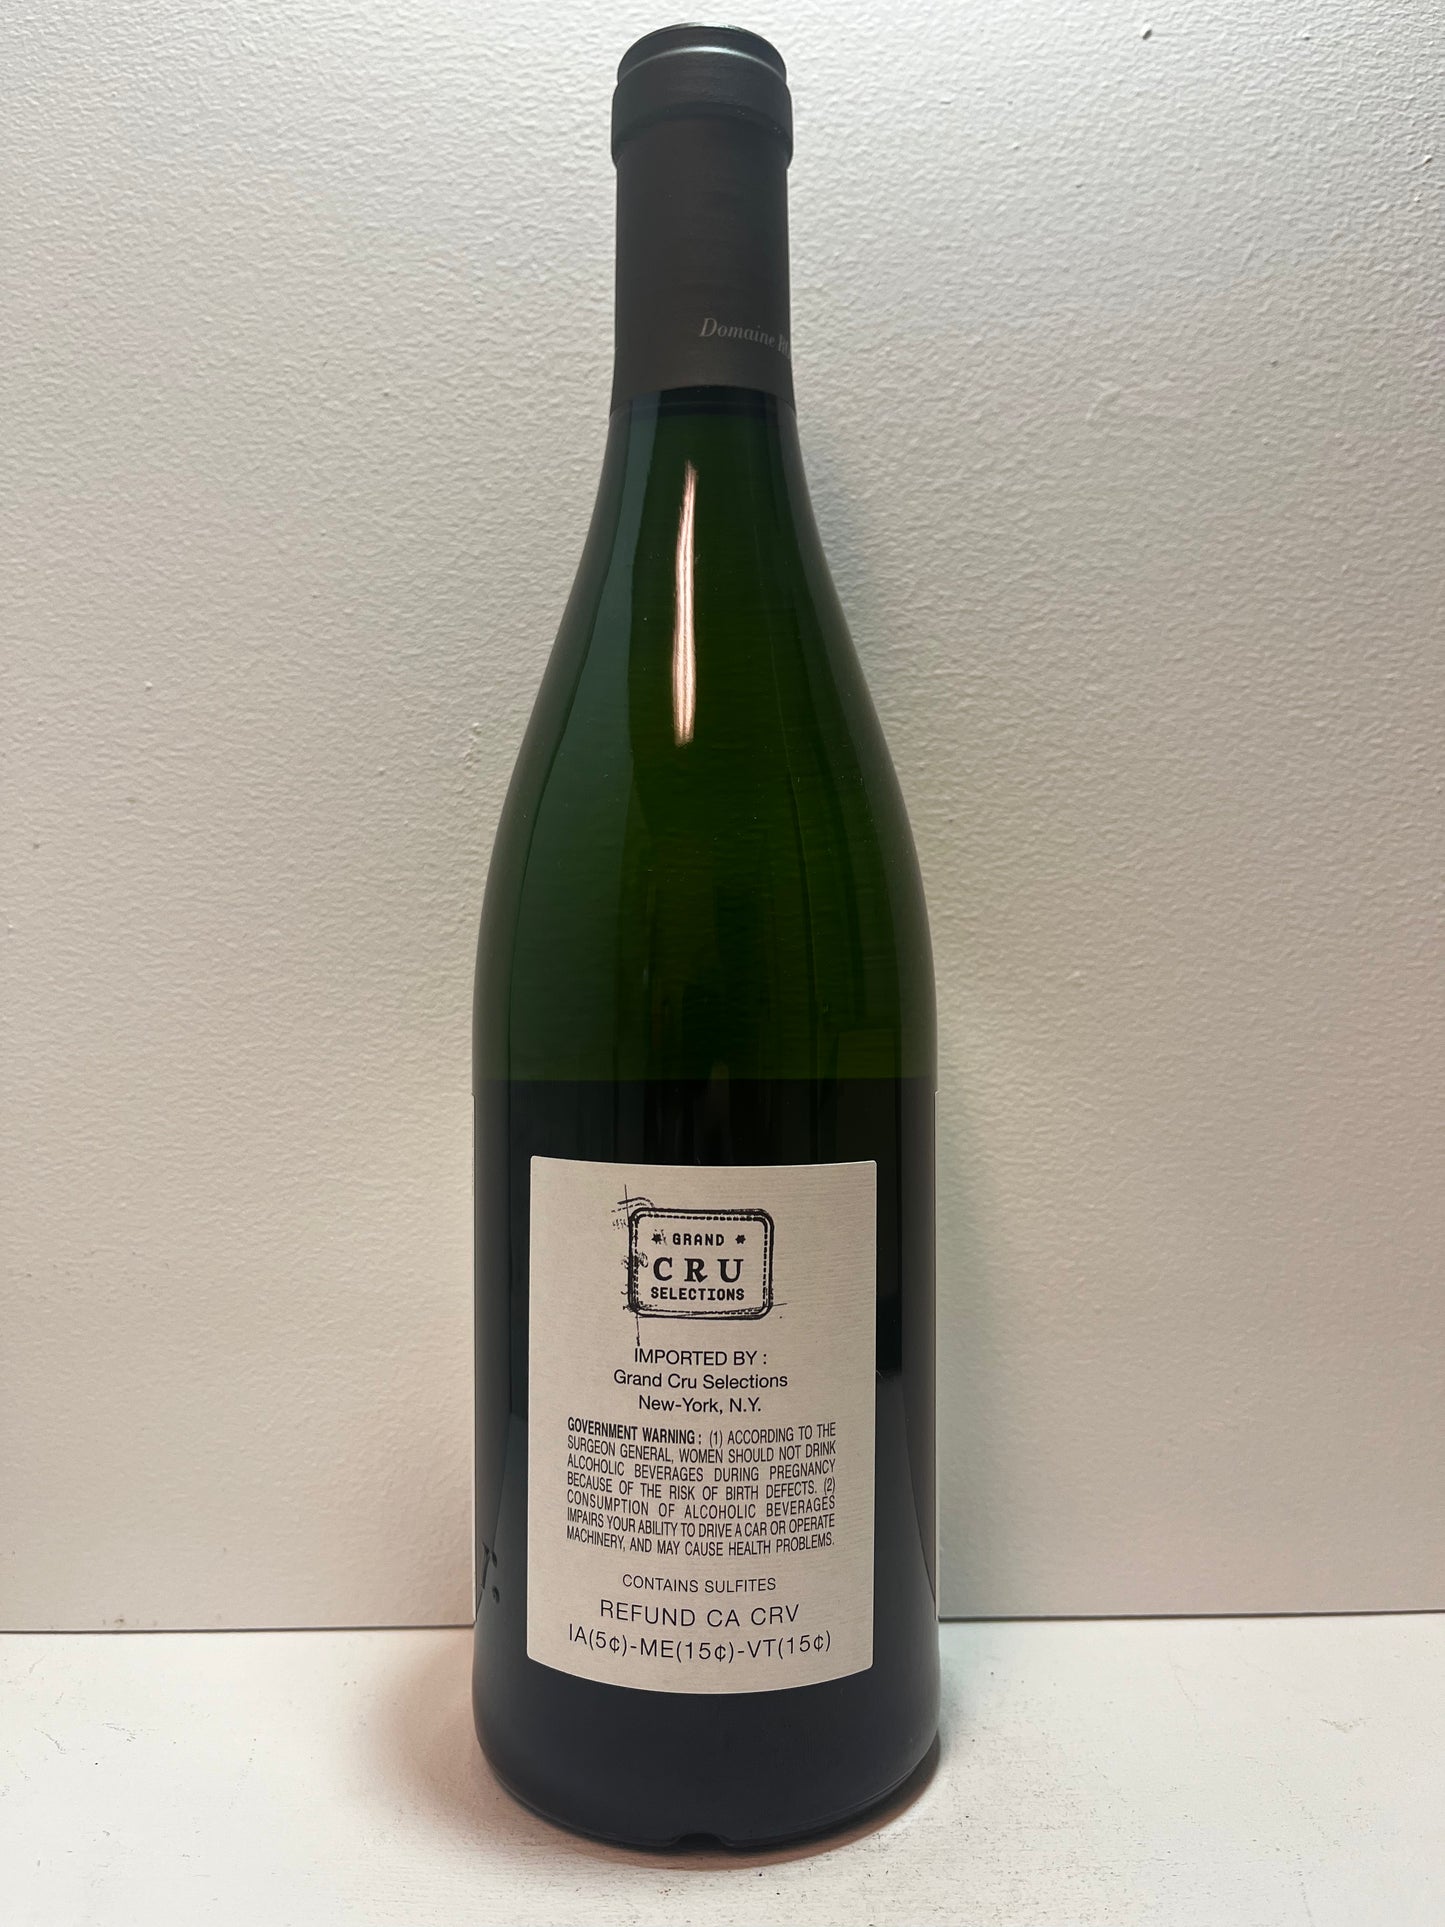 Domaine
GRAND
CRU
SELECTIONS
IMPORTED BY :
Grand Cru Selections
New-York, N.Y.
GOVERNMENT WARNING : (1) ACCORDING TO THE
SURGEON GENERAL, WOMEN SHOULD NOT DRINK
ALCOHOLIC BEVERAGES DURING PREGNANCY
BECAUSE OF THE RISK OF BIRTH DEFECTS. (2)
CONSUMPTION OF ALCOHOLIC BEVERAGES
IMPAIRS YOUR ABILITY TO DRIVE A CAR OR OPERATE
MACHINERY, AND MAY CAUSE HEALTH PROBLEMS.
CONTAINS SULFITES
REFUND CA CRV
IA(5¢)-ME(15¢)-VT(15¢)